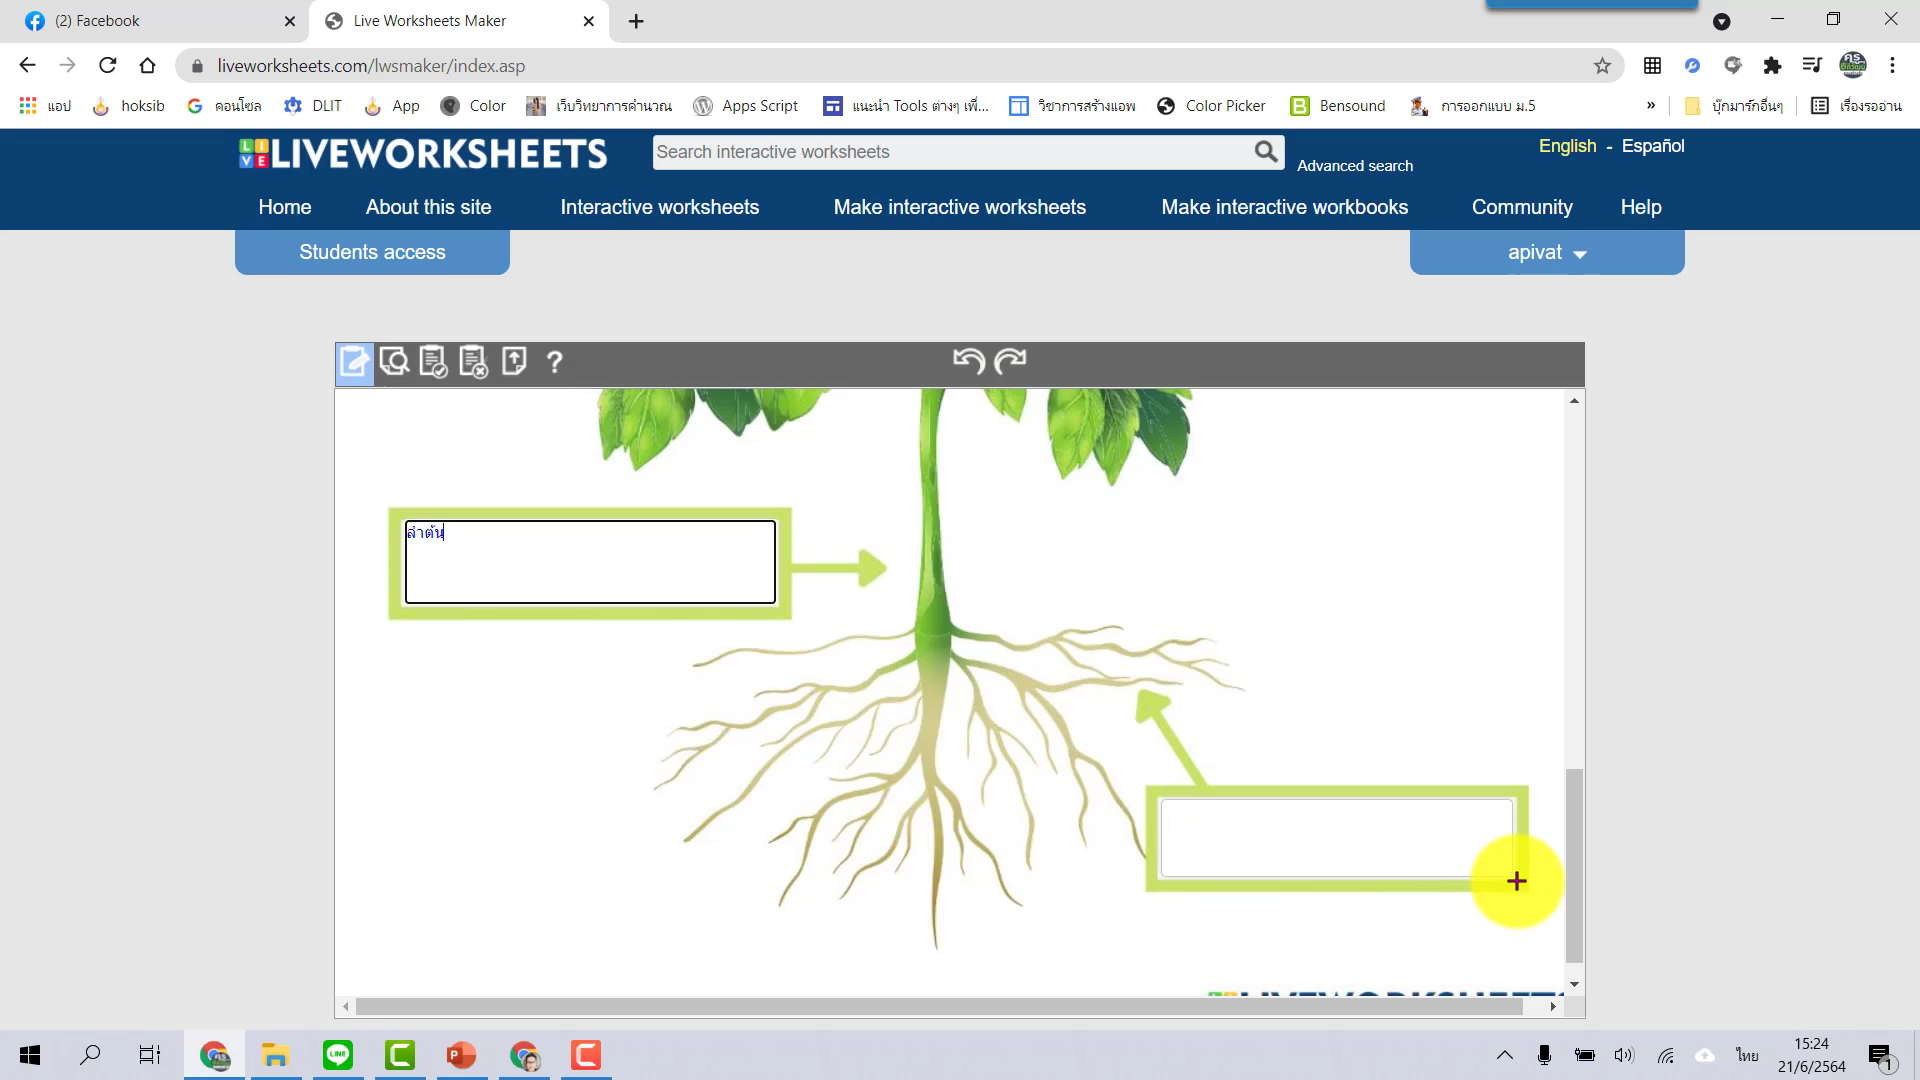 (2) Facebook
Live Worksheets Maker
liveworksheets.com/lwsmaker/index.asp
แอป
hoksib
คอนโซล
DLIT
App
Color
เว็บวิทยาการคำนวณ
Apps Script
แนะนำ Tools ต่างๆ เพื่...
วิชาการสร้างแอพ
Color Picker
Bensound
การออกแบบ ม.5
»
บุ๊กมาร์กอื่นๆ
เรื่องรออ่าน
LIVE LIVEWORKSHEETS
Search interactive worksheets
Advanced search
English - Español
Home
About this site
Interactive worksheets
Make interactive worksheets
Make interactive workbooks
Community
Help
Students access
apivat
?
ลำต้น
LIVEWORKSHEETS
LINE
ไทย
15:24
21/6/2564
1